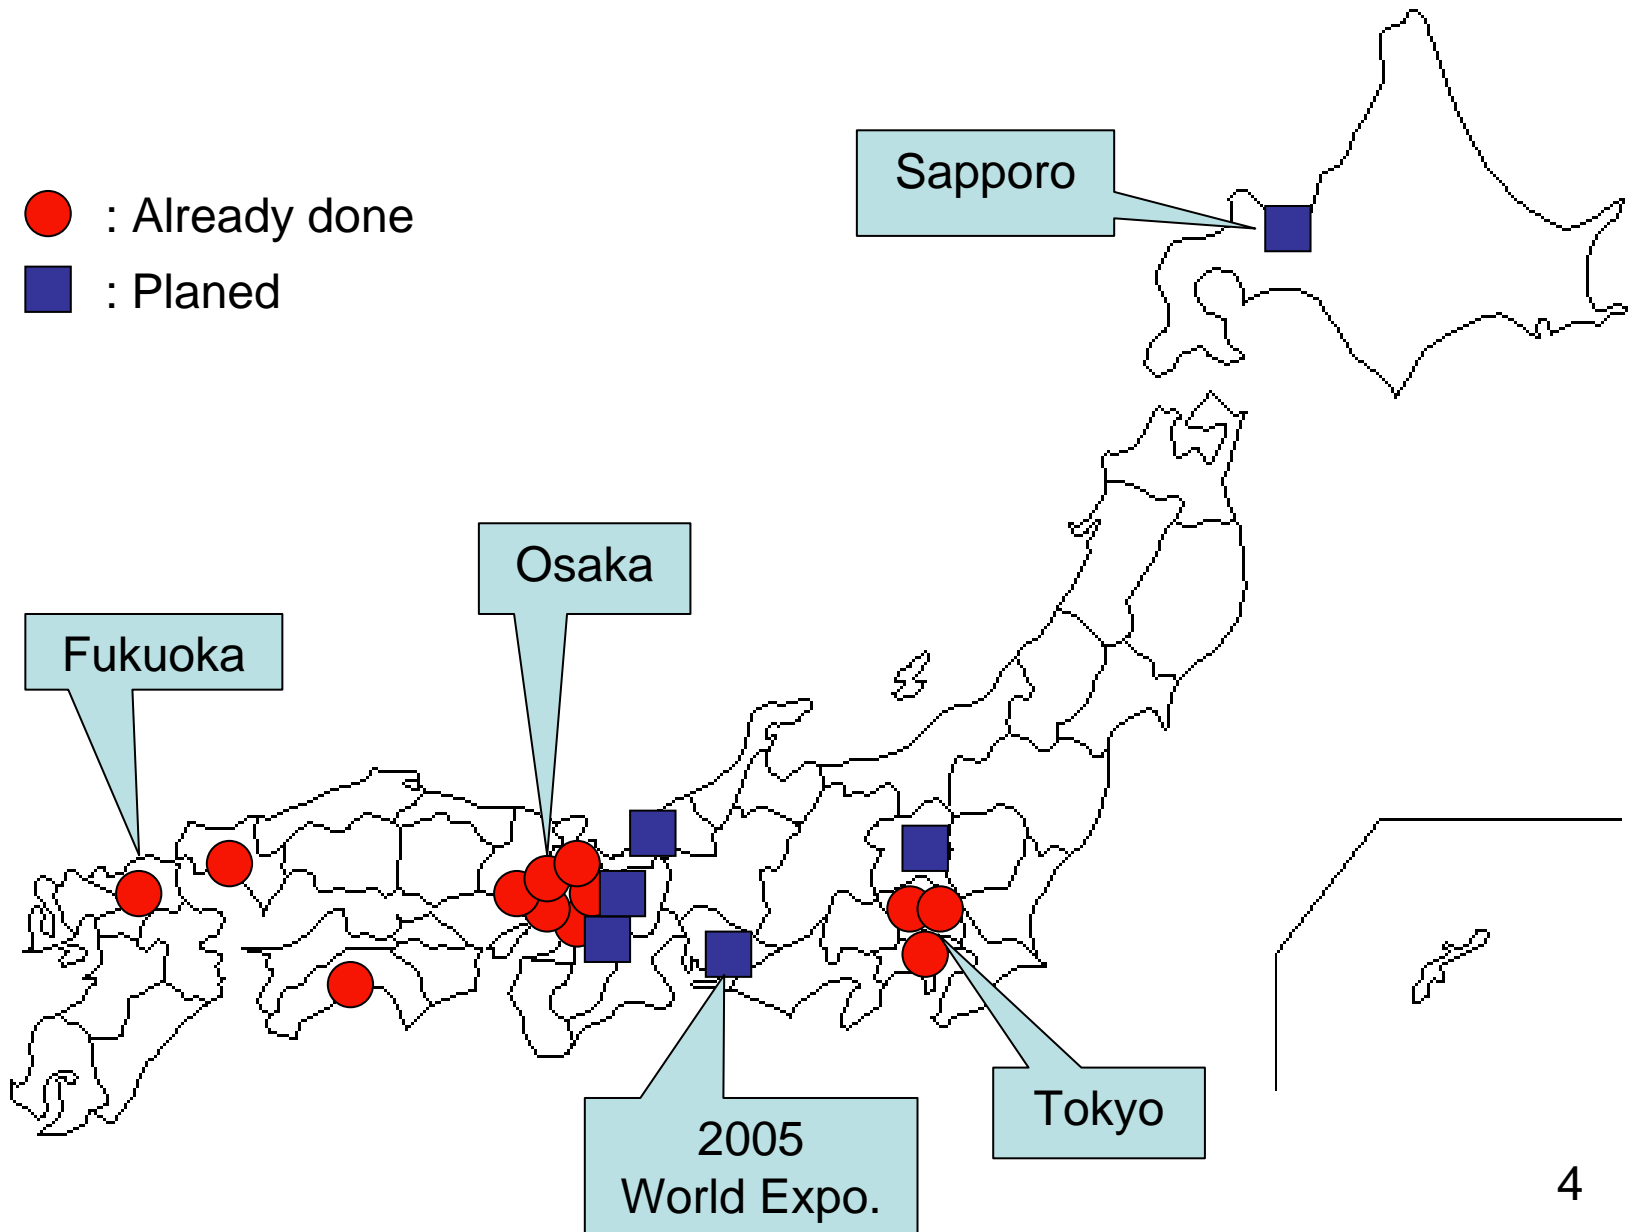 Sapporo
: Already done
: Planed
Osaka
Fukuoka
Tokyo
2005
World Expo.
4